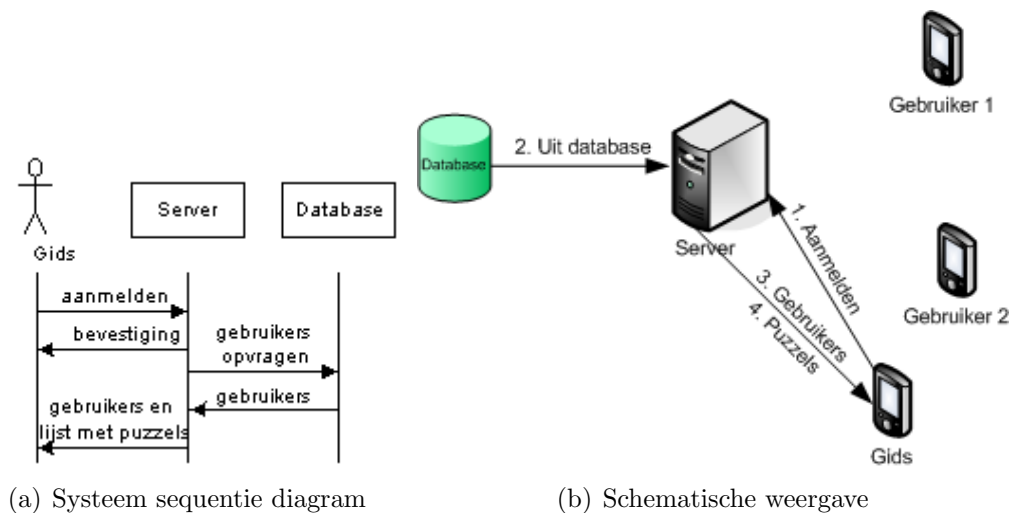 Gids
Server
Database
aanmelden
bevestiging
gebruikers
opvragen
gebruikers
gebruikers en
lijst met puzzels
(a) Systeem sequentie diagram
Database
2. Uit database
Server
Gebruiker 1
1. Aanmelden
Gebruiker 2
3. Gebruikers
4. Puzzels
Gids
(b) Schematische weergave